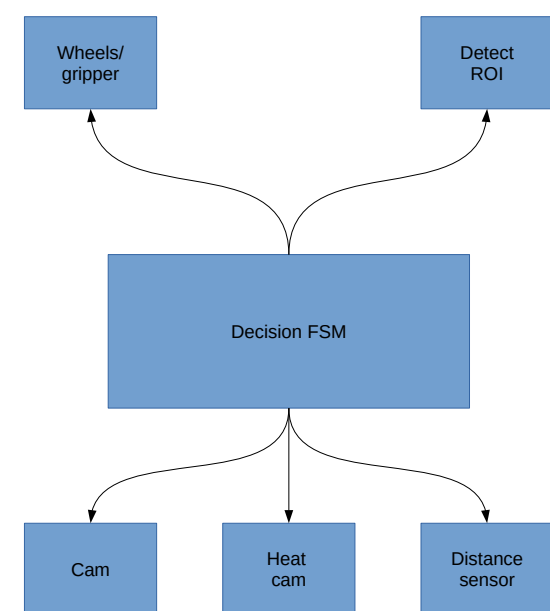 Wheels/
gripper
Detect
ROI
Decision FSM
Cam
Heat
cam
Distance
sensor